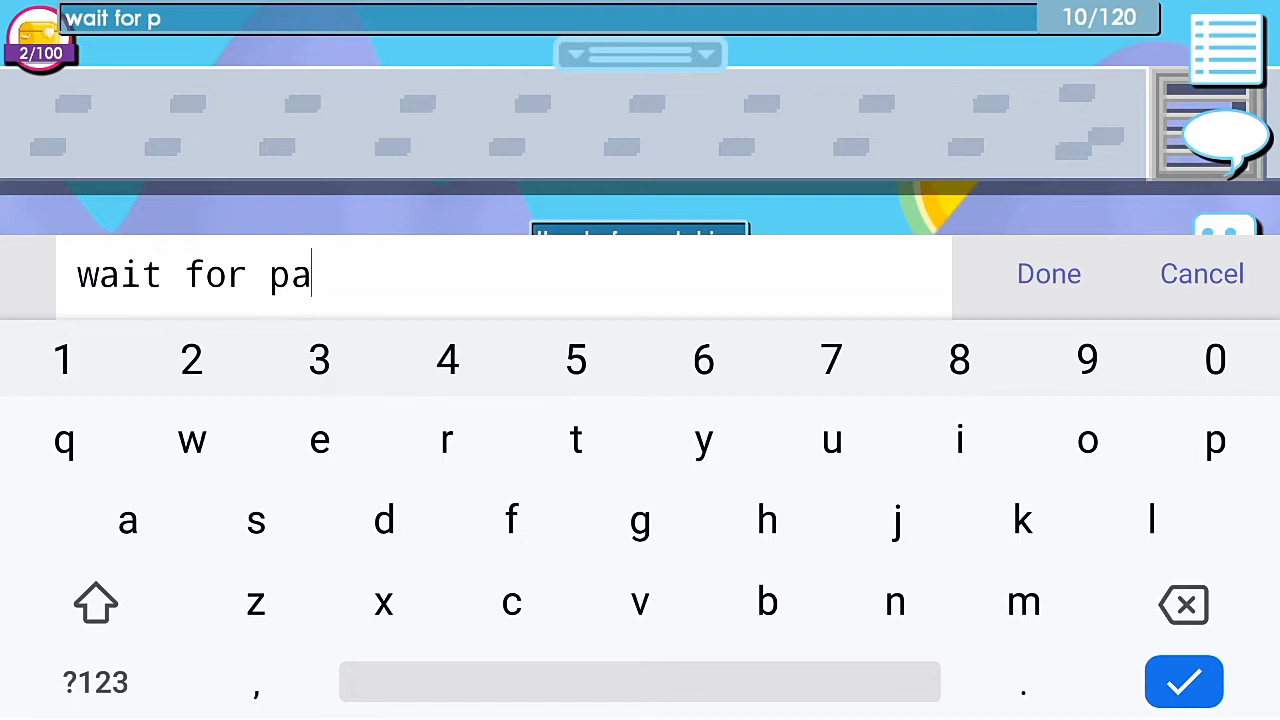 wait for p
10/120
2/100
wait for pa
Done
Cancel
1 2 3 4 5 6 7 8 9 0
q w e r t y u i o p
a s d f g h j k l
z x c v b n m
?123 , .